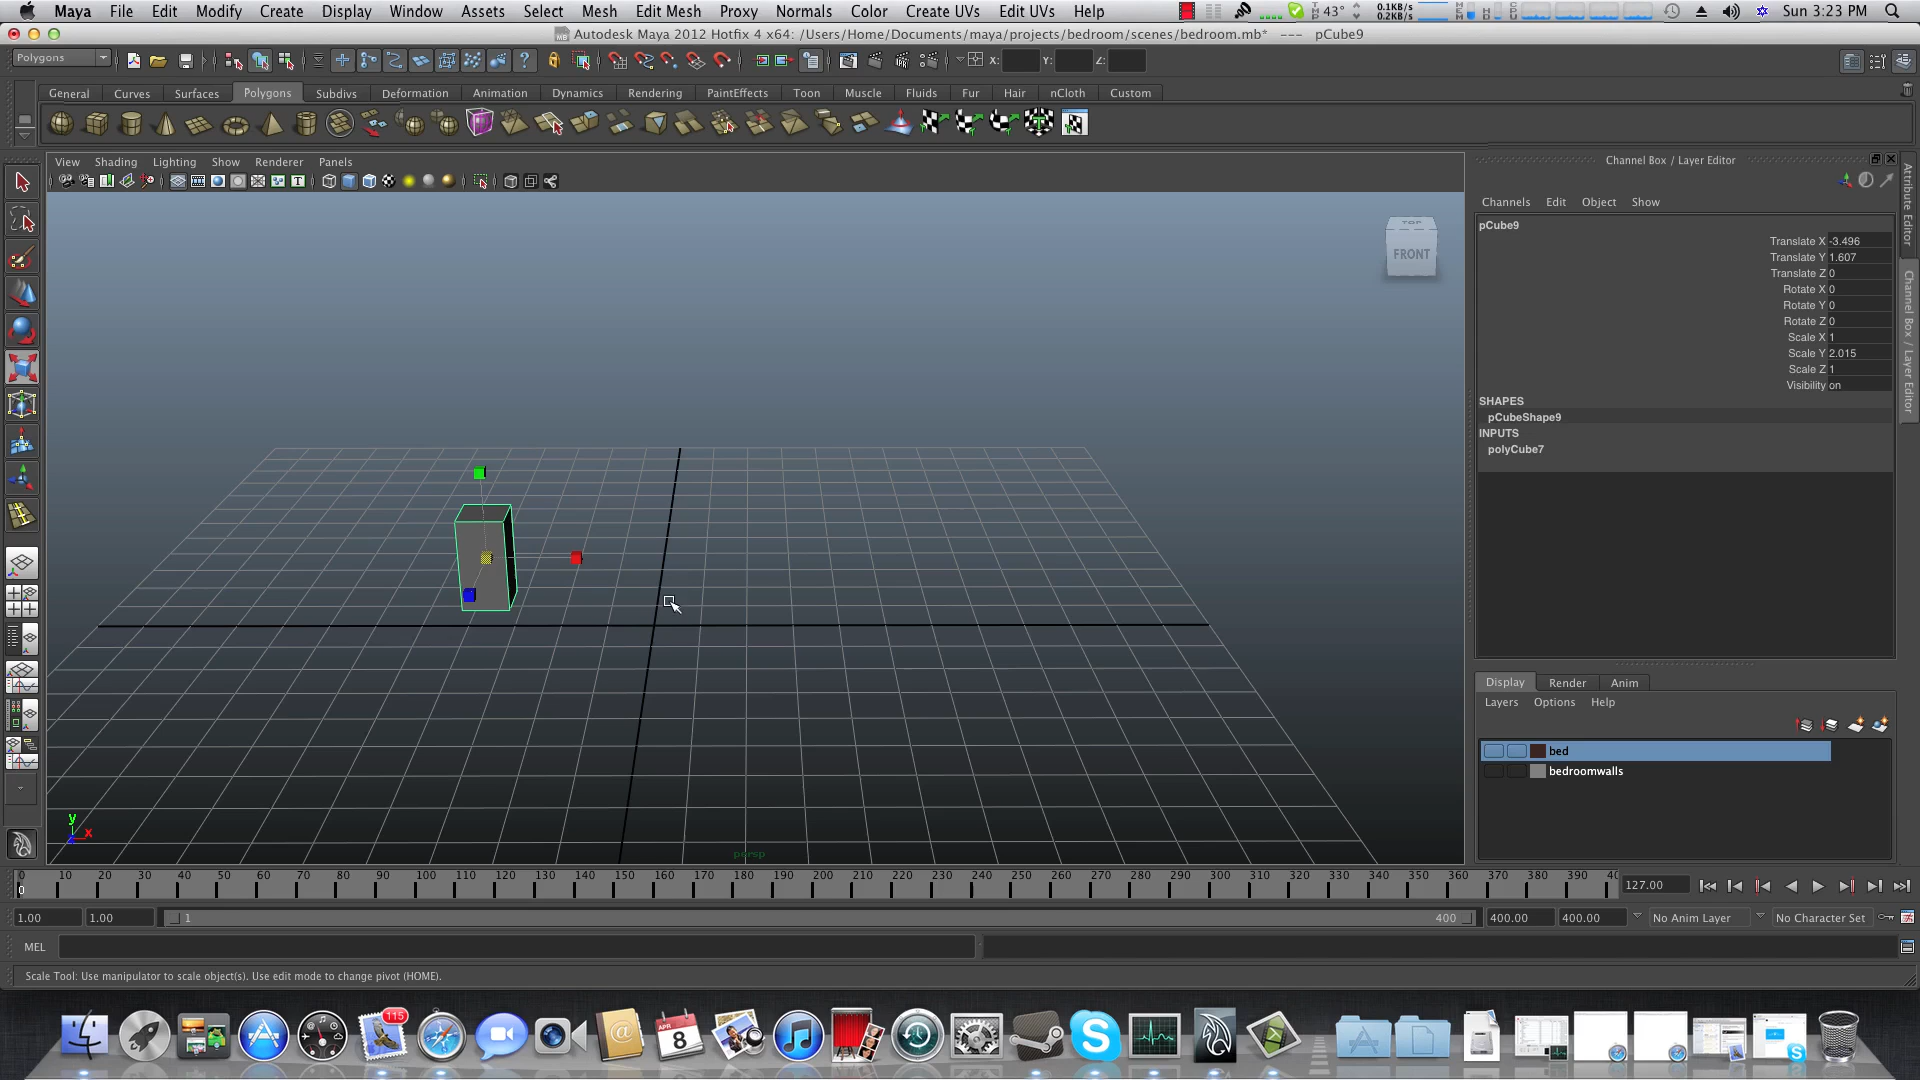 Maya File Edit Modify Create Display Window Assets Select Mesh Edit Mesh Proxy Normals Color Create UVs Edit UVs Help 43° 0.1KB/s 0.2KB/s Sun 3:23 PM
Autodesk Maya 2012 Hotfix 4 x64: /Users/Home/Documents/maya/projects/bedroom/scenes/bedroom.mb* --- pCube9
Polygons X: Y: Z:
General Curves Surfaces Polygons Subdivs Deformation Animation Dynamics Rendering PaintEffects Toon Muscle Fluids Fur Hair nCloth Custom
View Shading Lighting Show Renderer Panels
Channel Box / Layer Editor
Channels Edit Object Show
pCube9
Translate X -3.496
Translate Y 1.607
Translate Z 0
Rotate X 0
Rotate Y 0
Rotate Z 0
Scale X 1
Scale Y 2.015
Scale Z 1
Visibility on
SHAPES
pCubeShape9
INPUTS
polyCube7
Attribute Editor
Channel Box / Layer Editor
TOP
FRONT
Display Render Anim
Layers Options Help
bed
bedroomwalls
y
x
persp
0 10 20 30 40 50 60 70 80 90 100 110 120 130 140 150 160 170 180 190 200 210 220 230 240 250 260 270 280 290 300 310 320 330 340 350 360 370 380 390 40
0
127.00
1.00 1.00 1 400 400.00 400.00 No Anim Layer No Character Set
MEL
Scale Tool: Use manipulator to scale object(s). Use edit mode to change pivot (HOME).
115
APR
8